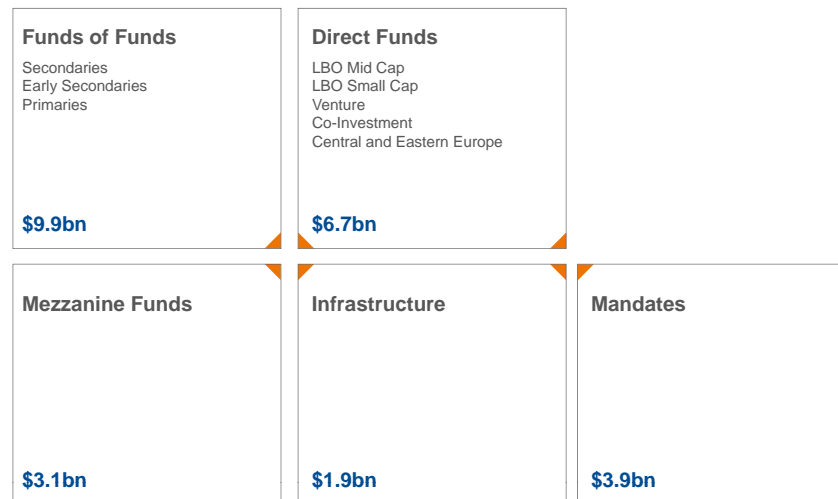 Funds of Funds
Secondaries
Early Secondaries
Primaries
$9.9bn
Direct Funds
LBO Mid Cap
LBO Small Cap
Venture
Co-Investment
Central and Eastern Europe
$6.7bn
Mezzanine Funds
$3.1bn
Infrastructure
$1.9bn
Mandates
$3.9bn